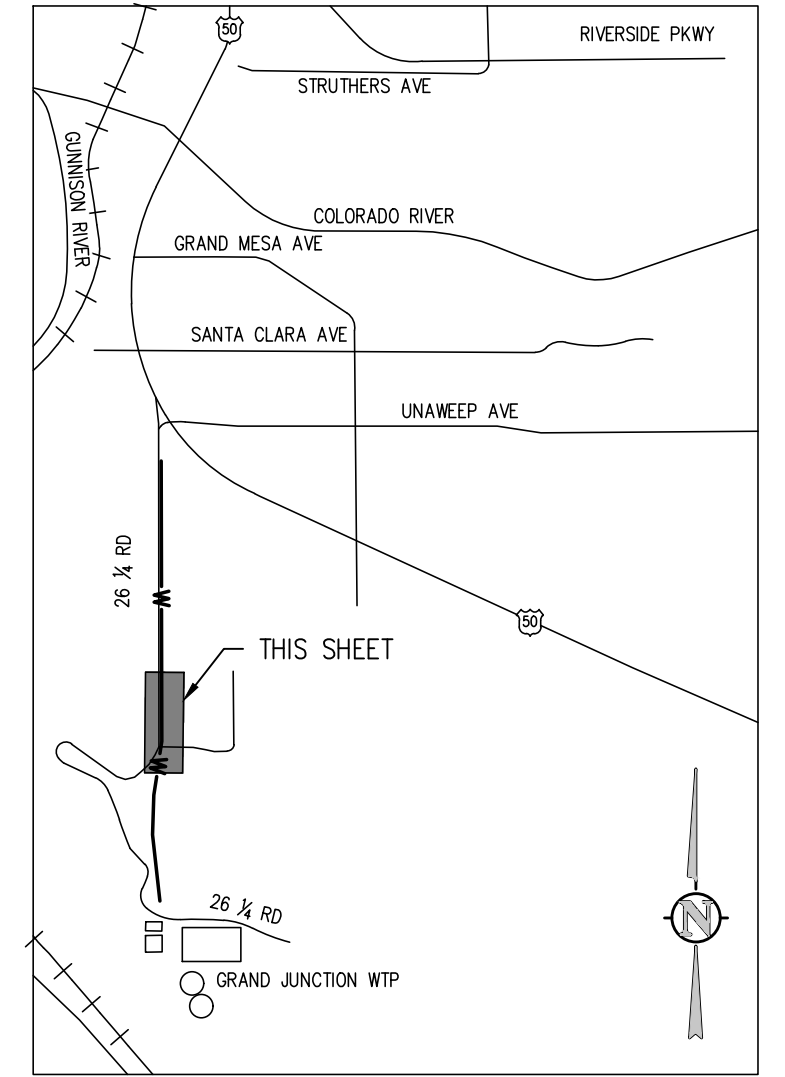 50
RIVERSIDE PKWY
STRUTHERS AVE
GUNNISON RIVER
COLORADO RIVER
GRAND MESA AVE
SANTA CLARA AVE
UNAWEEP AVE
26 ¼ RD
W
50
THIS SHEET
W
26 ¼ RD
N
GRAND JUNCTION WTP